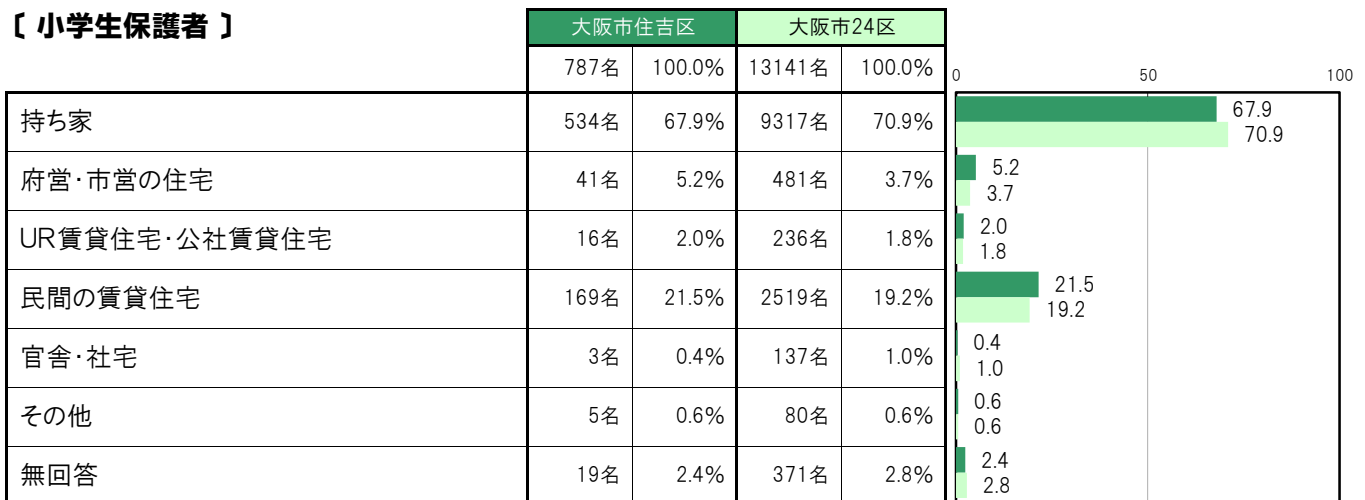 〔 小学生保護者 〕
大阪市住吉区 大阪市24区
787名 100.0% 13141名 100.0%
0 50 100
持ち家 534名 67.9% 9317名 70.9% 67.9
70.9
府営・市営の住宅 41名 5.2% 481名 3.7% 5.2
3.7
UR賃貸住宅・公社賃貸住宅 16名 2.0% 236名 1.8% 2.0
1.8
民間の賃貸住宅 169名 21.5% 2519名 19.2% 21.5
19.2
官舎・社宅 3名 0.4% 137名 1.0% 0.4
1.0
その他 5名 0.6% 80名 0.6% 0.6
0.6
無回答 19名 2.4% 371名 2.8% 2.4
2.8